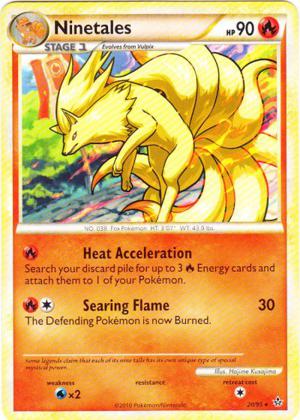 Ninetales HP 90
STAGE 1 Evolves from Vulpix
NO. 038 Fox Pokémon HT: 3'07" WT: 43.9 lbs.
Heat Acceleration
Search your discard pile for up to 3 Energy cards and
attach them to 1 of your Pokémon.
Searing Flame 30
The Defending Pokémon is now Burned.
Illus. Hajime Kusajima
Some legends claim that each of its nine tails has its own unique type of special
mystical power.
weakness resistance retreat cost
×2
©2010 Pokémon/Nintendo 20/95